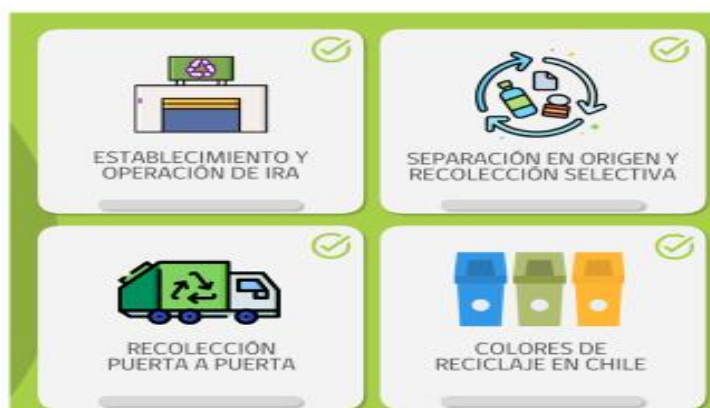 ESTABLECIMIENTO Y
OPERACIÓN DE IRA
SEPARACIÓN EN ORIGEN Y
RECOLECCIÓN SELECTIVA
RECOLECCIÓN
PUERTA A PUERTA
COLORES DE
RECICLAJE EN CHILE